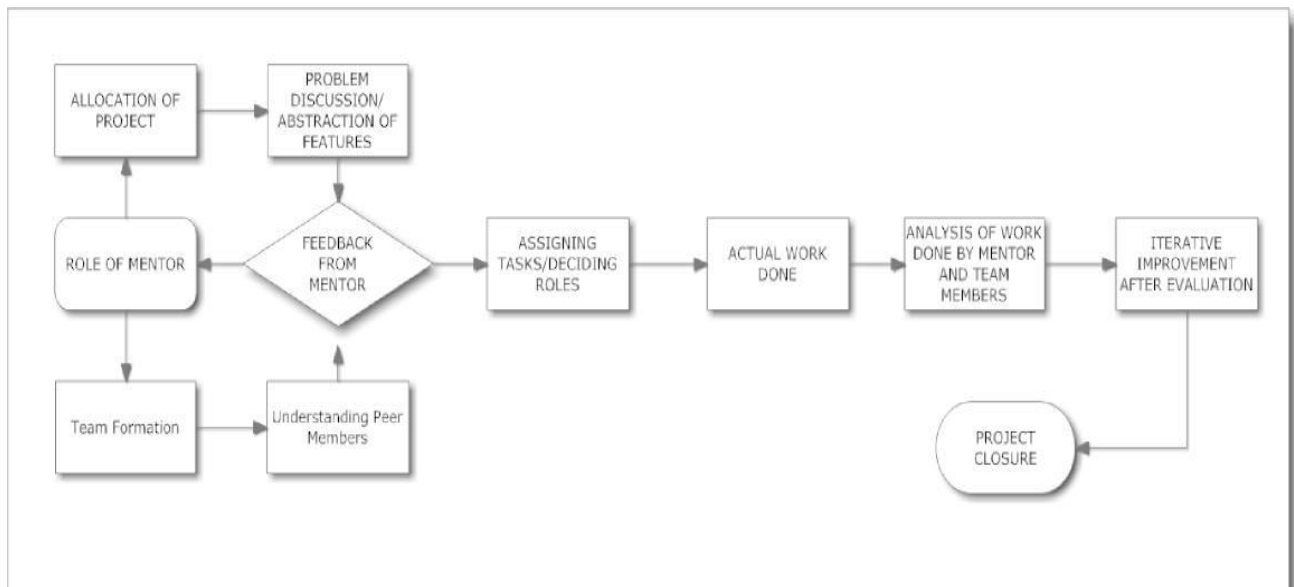 ALLOCATION OF
PROJECT
PROBLEM
DISCUSSION/
ABSTRACTION OF
FEATURES
ROLE OF MENTOR
FEEDBACK
FROM
MENTOR
ASSIGNING
TASKS/DECIDING
ROLES
ACTUAL WORK
DONE
ANALYSIS OF WORK
DONE BY MENTOR
AND TEAM
MEMBERS
ITERATIVE
IMPROVEMENT
AFTER EVALUATION
Team Formation
Understanding Peer
Members
PROJECT
CLOSURE